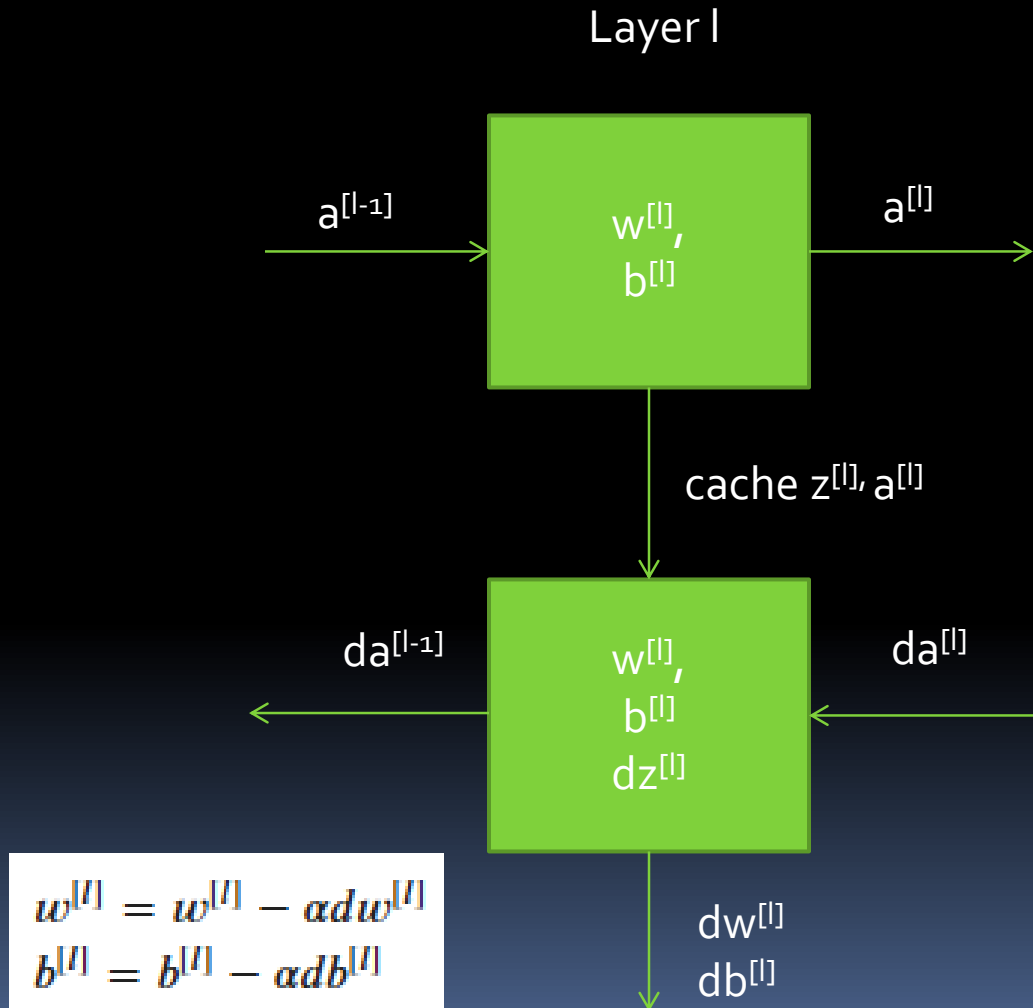 Layer l
a[l-1]
a[l]
w[l],
b[l]
cache z[l], a[l]
da[l-1]
da[l]
w[l],
b[l]
dz[l]
w[l] = w[l] − αdw[l]
b[l] = b[l] − αdb[l]
dw[l]
db[l]